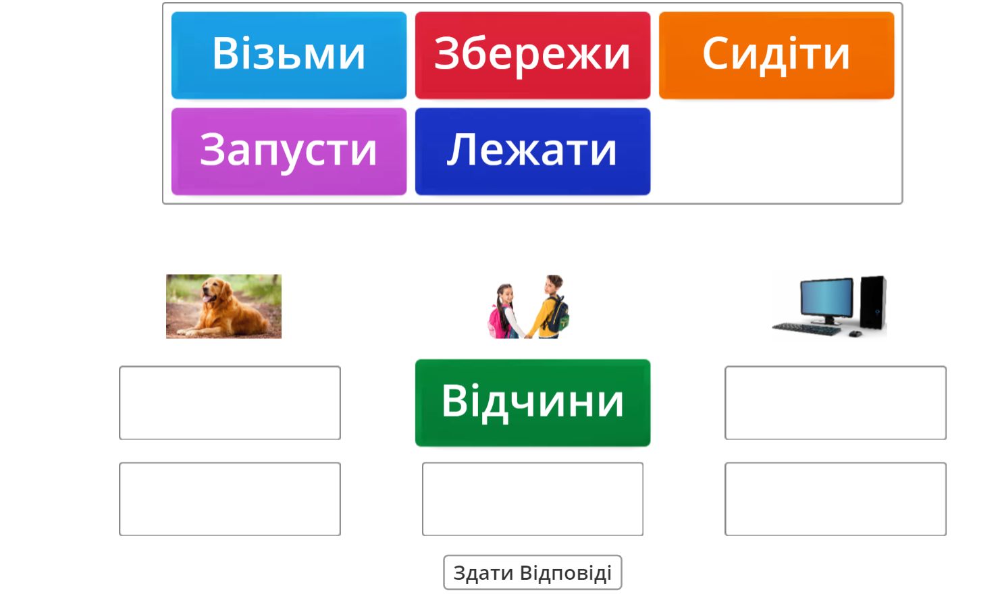 Візьми
Збережи
Сидіти
Запусти
Лежати
Відчини
Здати Відповіді